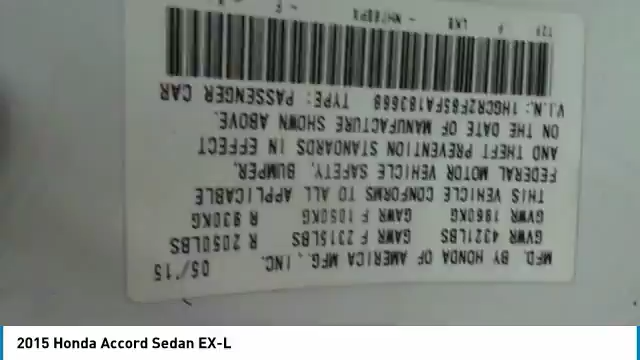 MFD. BY HONDA OF AMERICA MFG., INC. 05/15
GVWR 4321LBS GAWR F 2315LBS R 2050LBS
GVWR 1960KG GAWR F 1050KG R 930KG
THIS VEHICLE CONFORMS TO ALL APPLICABLE
FEDERAL MOTOR VEHICLE SAFETY, BUMPER,
AND THEFT PREVENTION STANDARDS IN EFFECT
ON THE DATE OF MANUFACTURE SHOWN ABOVE.
V.I.N.: 1HGCR2F85FA183668 TYPE: PASSENGER CAR
2015 Honda Accord Sedan EX-L